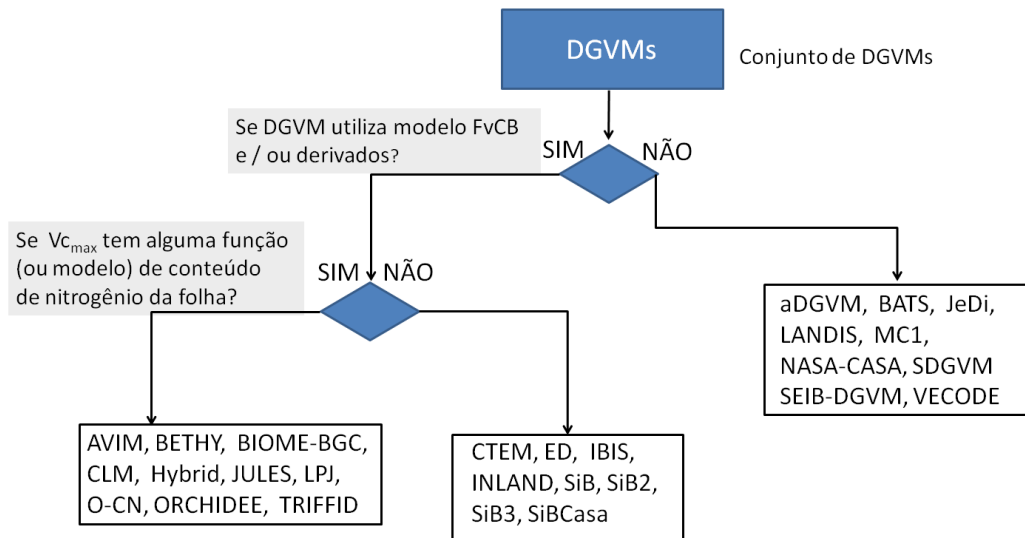 DGVMs
Conjunto de DGVMs
Se DGVM utiliza modelo FvCB
e / ou derivados?
SIM
NÃO
Se Vcmax tem alguma função
(ou modelo) de conteúdo
de nitrogênio da folha?
SIM
NÃO
aDGVM, BATS, JeDi,
LANDIS, MC1,
NASA-CASA, SDGVM
SEIB-DGVM, VECODE
AVIM, BETHY, BIOME-BGC,
CLM, Hybrid, JULES, LPJ,
O-CN, ORCHIDEE, TRIFFID
CTEM, ED, IBIS,
INLAND, SiB, SiB2,
SiB3, SiBCasa